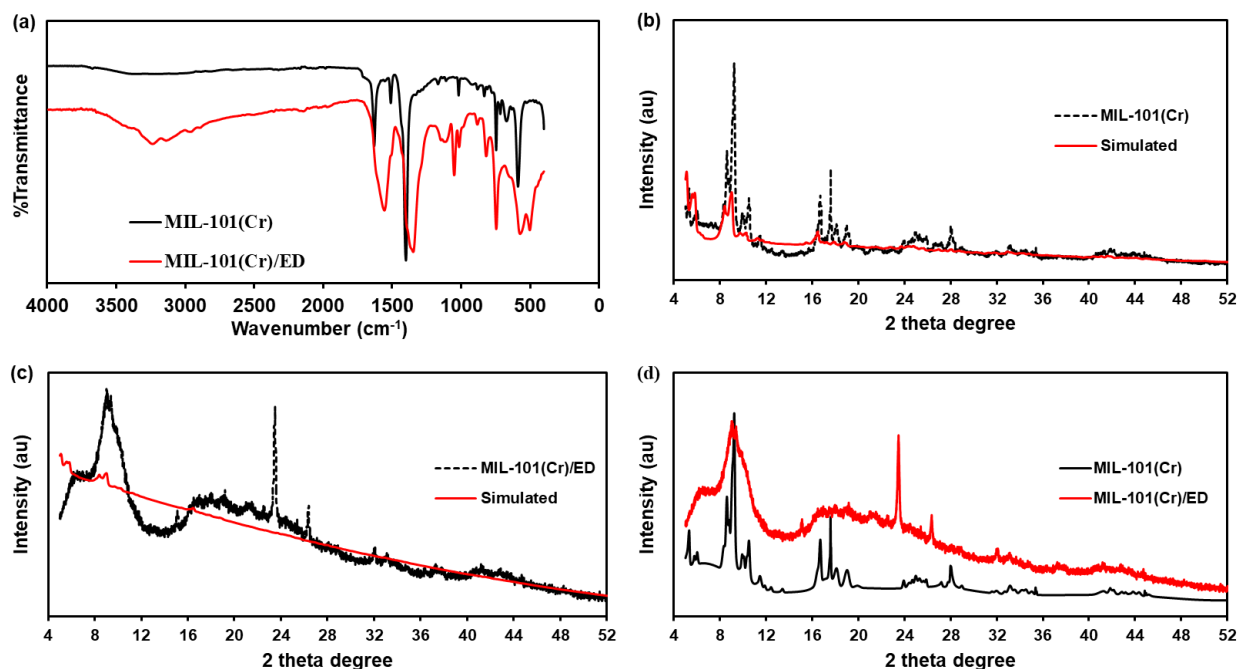 (a)
%Transmittance
MIL-101(Cr)
MIL-101(Cr)/ED
4000 3500 3000 2500 2000 1500 1000 500 0
Wavenumber (cm⁻¹)
(b)
Intensity (au)
MIL-101(Cr)
Simulated
4 8 12 16 20 24 28 32 36 40 44 48 52
2 theta degree
(c)
Intensity (au)
MIL-101(Cr)/ED
Simulated
4 8 12 16 20 24 28 32 36 40 44 48 52
2 theta degree
(d)
Intensity (au)
MIL-101(Cr)
MIL-101(Cr)/ED
4 8 12 16 20 24 28 32 36 40 44 48 52
2 theta degree